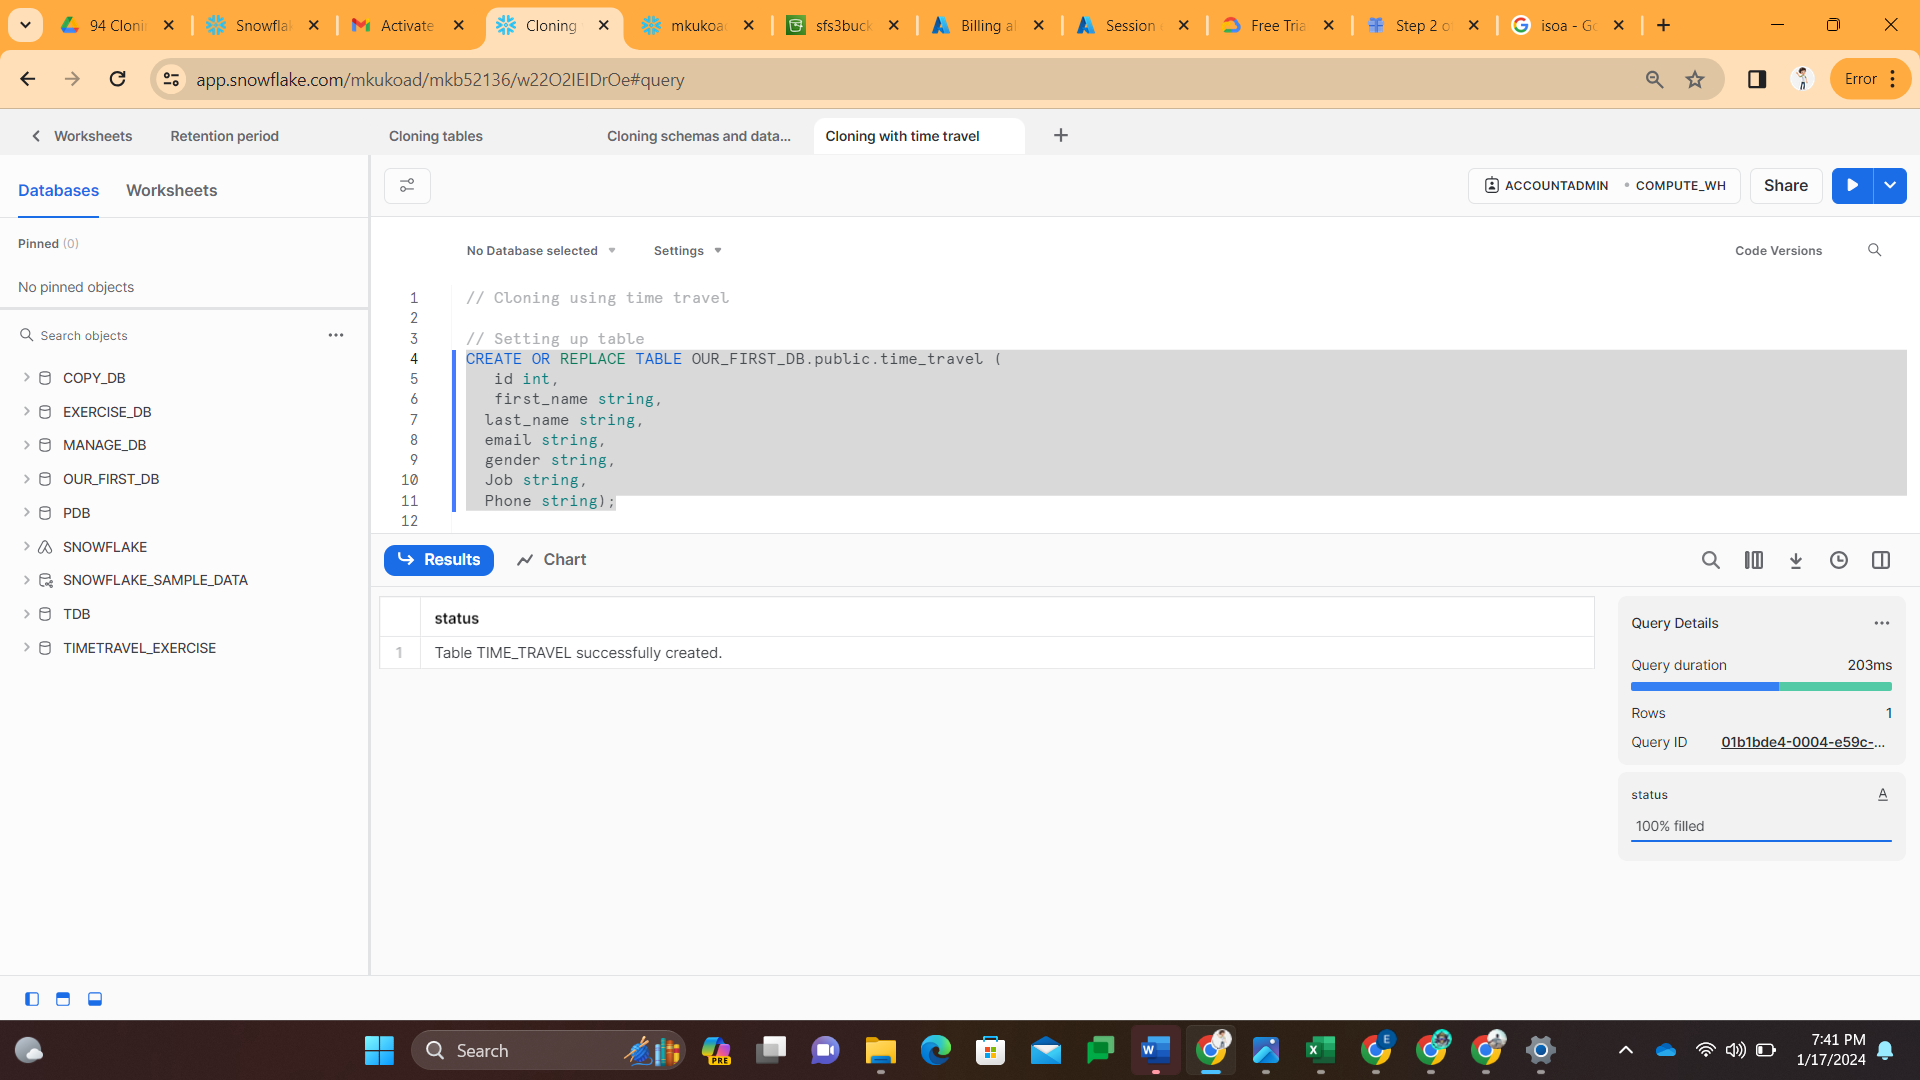 94 Cloni
Snowflak
Activate
Cloning
mkukoad
sfs3buck
Billing al
Session
Free Tria
Step 2 o
isoa - Go
app.snowflake.com/mkukoad/mkb52136/w22O2IEIDrOe#query
Error
Worksheets
Retention period
Cloning tables
Cloning schemas and data...
Cloning with time travel
Databases
Worksheets
ACCOUNTADMIN
COMPUTE_WH
Share
Pinned (0)
No pinned objects
No Database selected
Settings
Code Versions
Search objects
COPY_DB
EXERCISE_DB
MANAGE_DB
OUR_FIRST_DB
PDB
SNOWFLAKE
SNOWFLAKE_SAMPLE_DATA
TDB
TIMETRAVEL_EXERCISE
1 // Cloning using time travel
2
3 // Setting up table
4 CREATE OR REPLACE TABLE OUR_FIRST_DB.public.time_travel (
5 id int,
6 first_name string,
7 last_name string,
8 email string,
9 gender string,
10 Job string,
11 Phone string);
12
Results
Chart
status
1 Table TIME_TRAVEL successfully created.
Query Details
Query duration 203ms
Rows 1
Query ID 01b1bde4-0004-e59c-...
status A
100% filled
Search
PRE
E
7:41 PM
1/17/2024